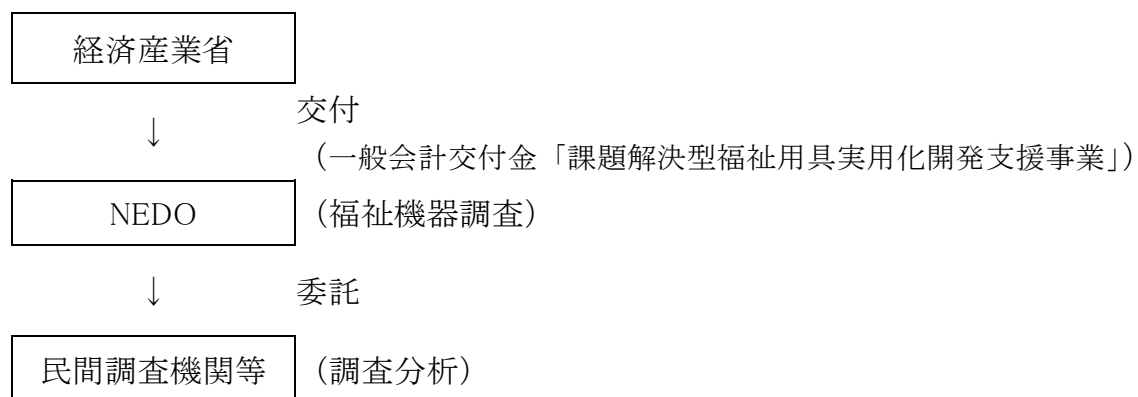 経済産業省
↓ 交付
（一般会計交付金「課題解決型福祉用具実用化開発支援事業」）
NEDO （福祉機器調査）
↓ 委託
民間調査機関等 （調査分析）